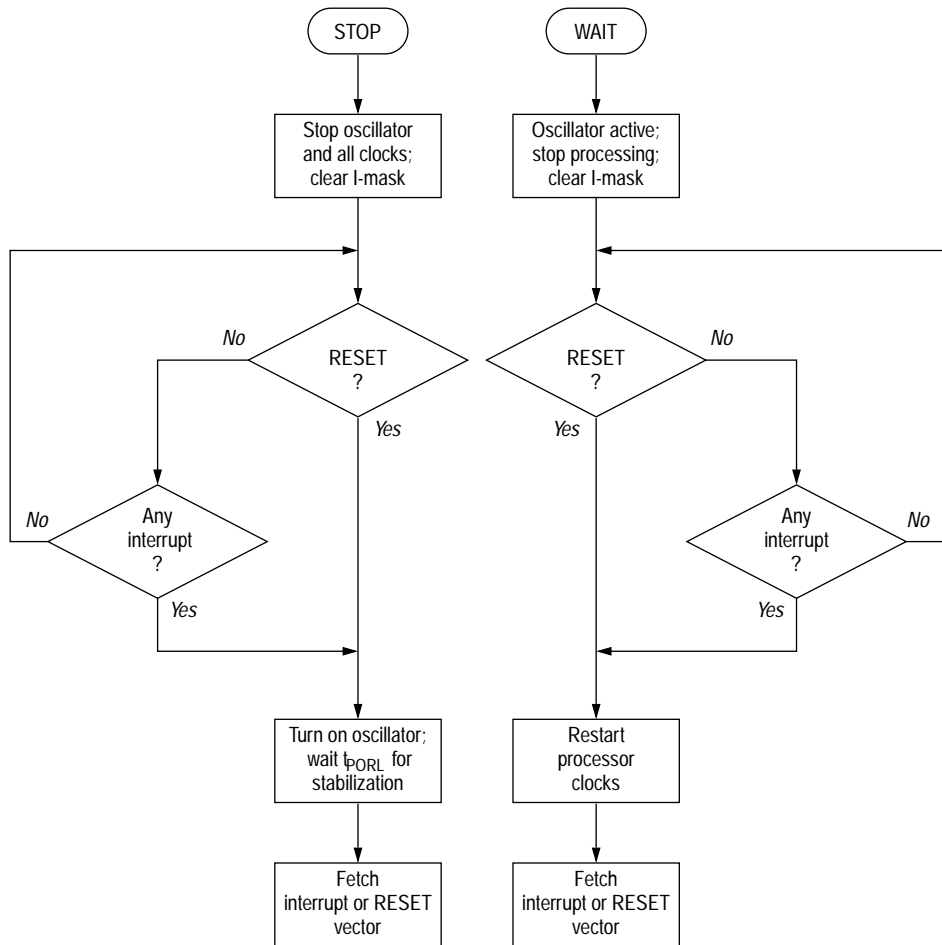 STOP
WAIT
Stop oscillator
and all clocks;
clear I-mask
Oscillator active;
stop processing;
clear I-mask
No
RESET
?
Yes
RESET
?
No
Yes
No
Any
interrupt
?
Yes
Any
interrupt
?
No
Yes
Turn on oscillator;
wait tPORL for
stabilization
Restart
processor
clocks
Fetch
interrupt or RESET
vector
Fetch
interrupt or RESET
vector